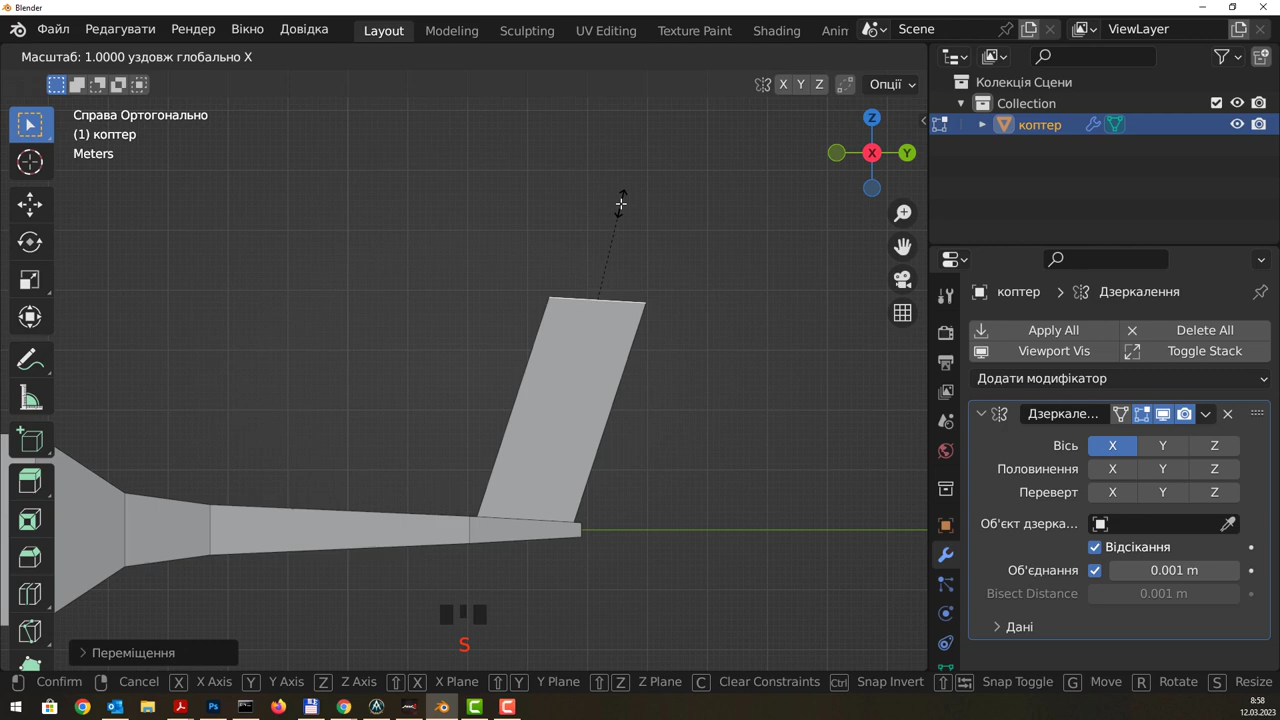 Blender
Файл Редагувати Рендер Вікно Довідка Layout Modeling Sculpting UV Editing Texture Paint Shading Anim Scene ViewLayer
Масштаб: 1.0000 уздовж глобально X
X Y Z Опції
Справа Ортогонально
(1) коптер
Meters
Z
X Y
Колекція Сцени
Collection
коптер
коптер > Дзеркалення
Apply All Delete All
Viewport Vis Toggle Stack
Додати модифікатор
Дзеркале...
Вісь X Y Z
Половинення X Y Z
Переверт X Y Z
Об'єкт дзерка...
Відсікання
Об'єднання 0.001 m
Bisect Distance 0.001 m
Дані
S
Переміщення
Confirm Cancel X X Axis Y Y Axis Z Z Axis X X Plane Y Y Plane Z Z Plane C Clear Constraints Ctrl Snap Invert Snap Toggle G Move R Rotate S Resize
8:58
12.03.2023